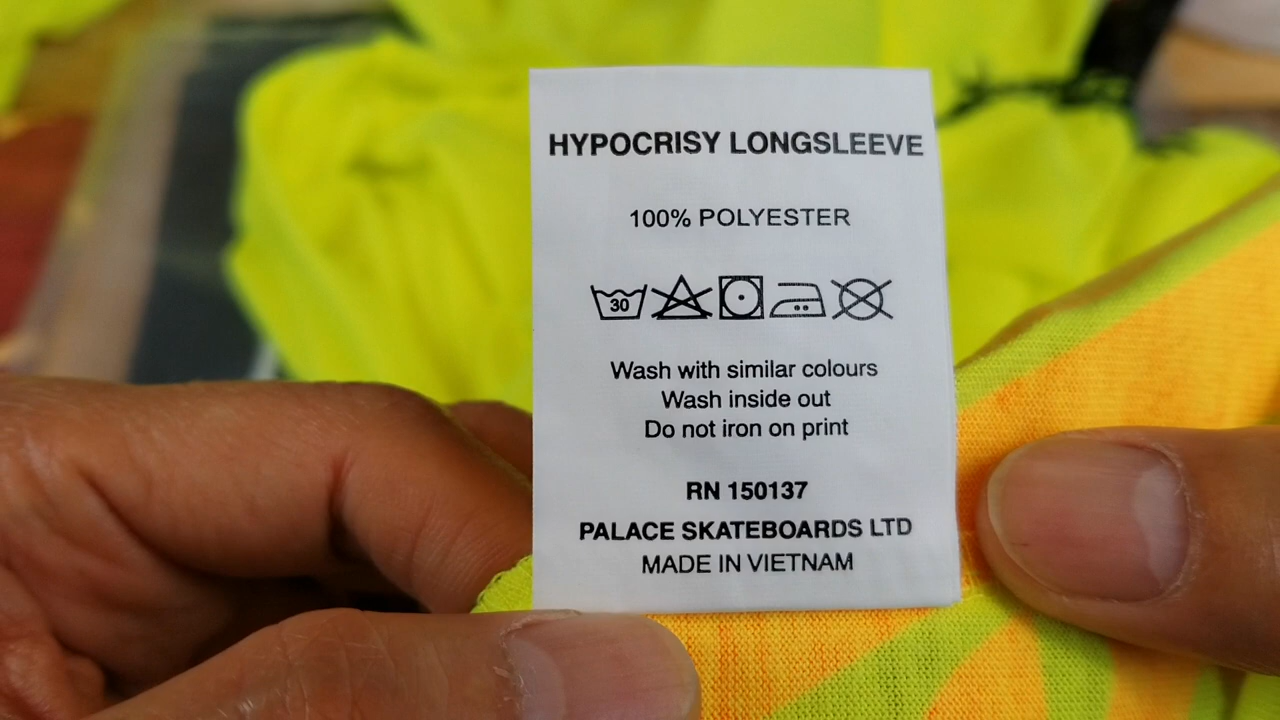 HYPOCRISY LONGSLEEVE
100% POLYESTER
30
Wash with similar colours
Wash inside out
Do not iron on print
RN 150137
PALACE SKATEBOARDS LTD
MADE IN VIETNAM